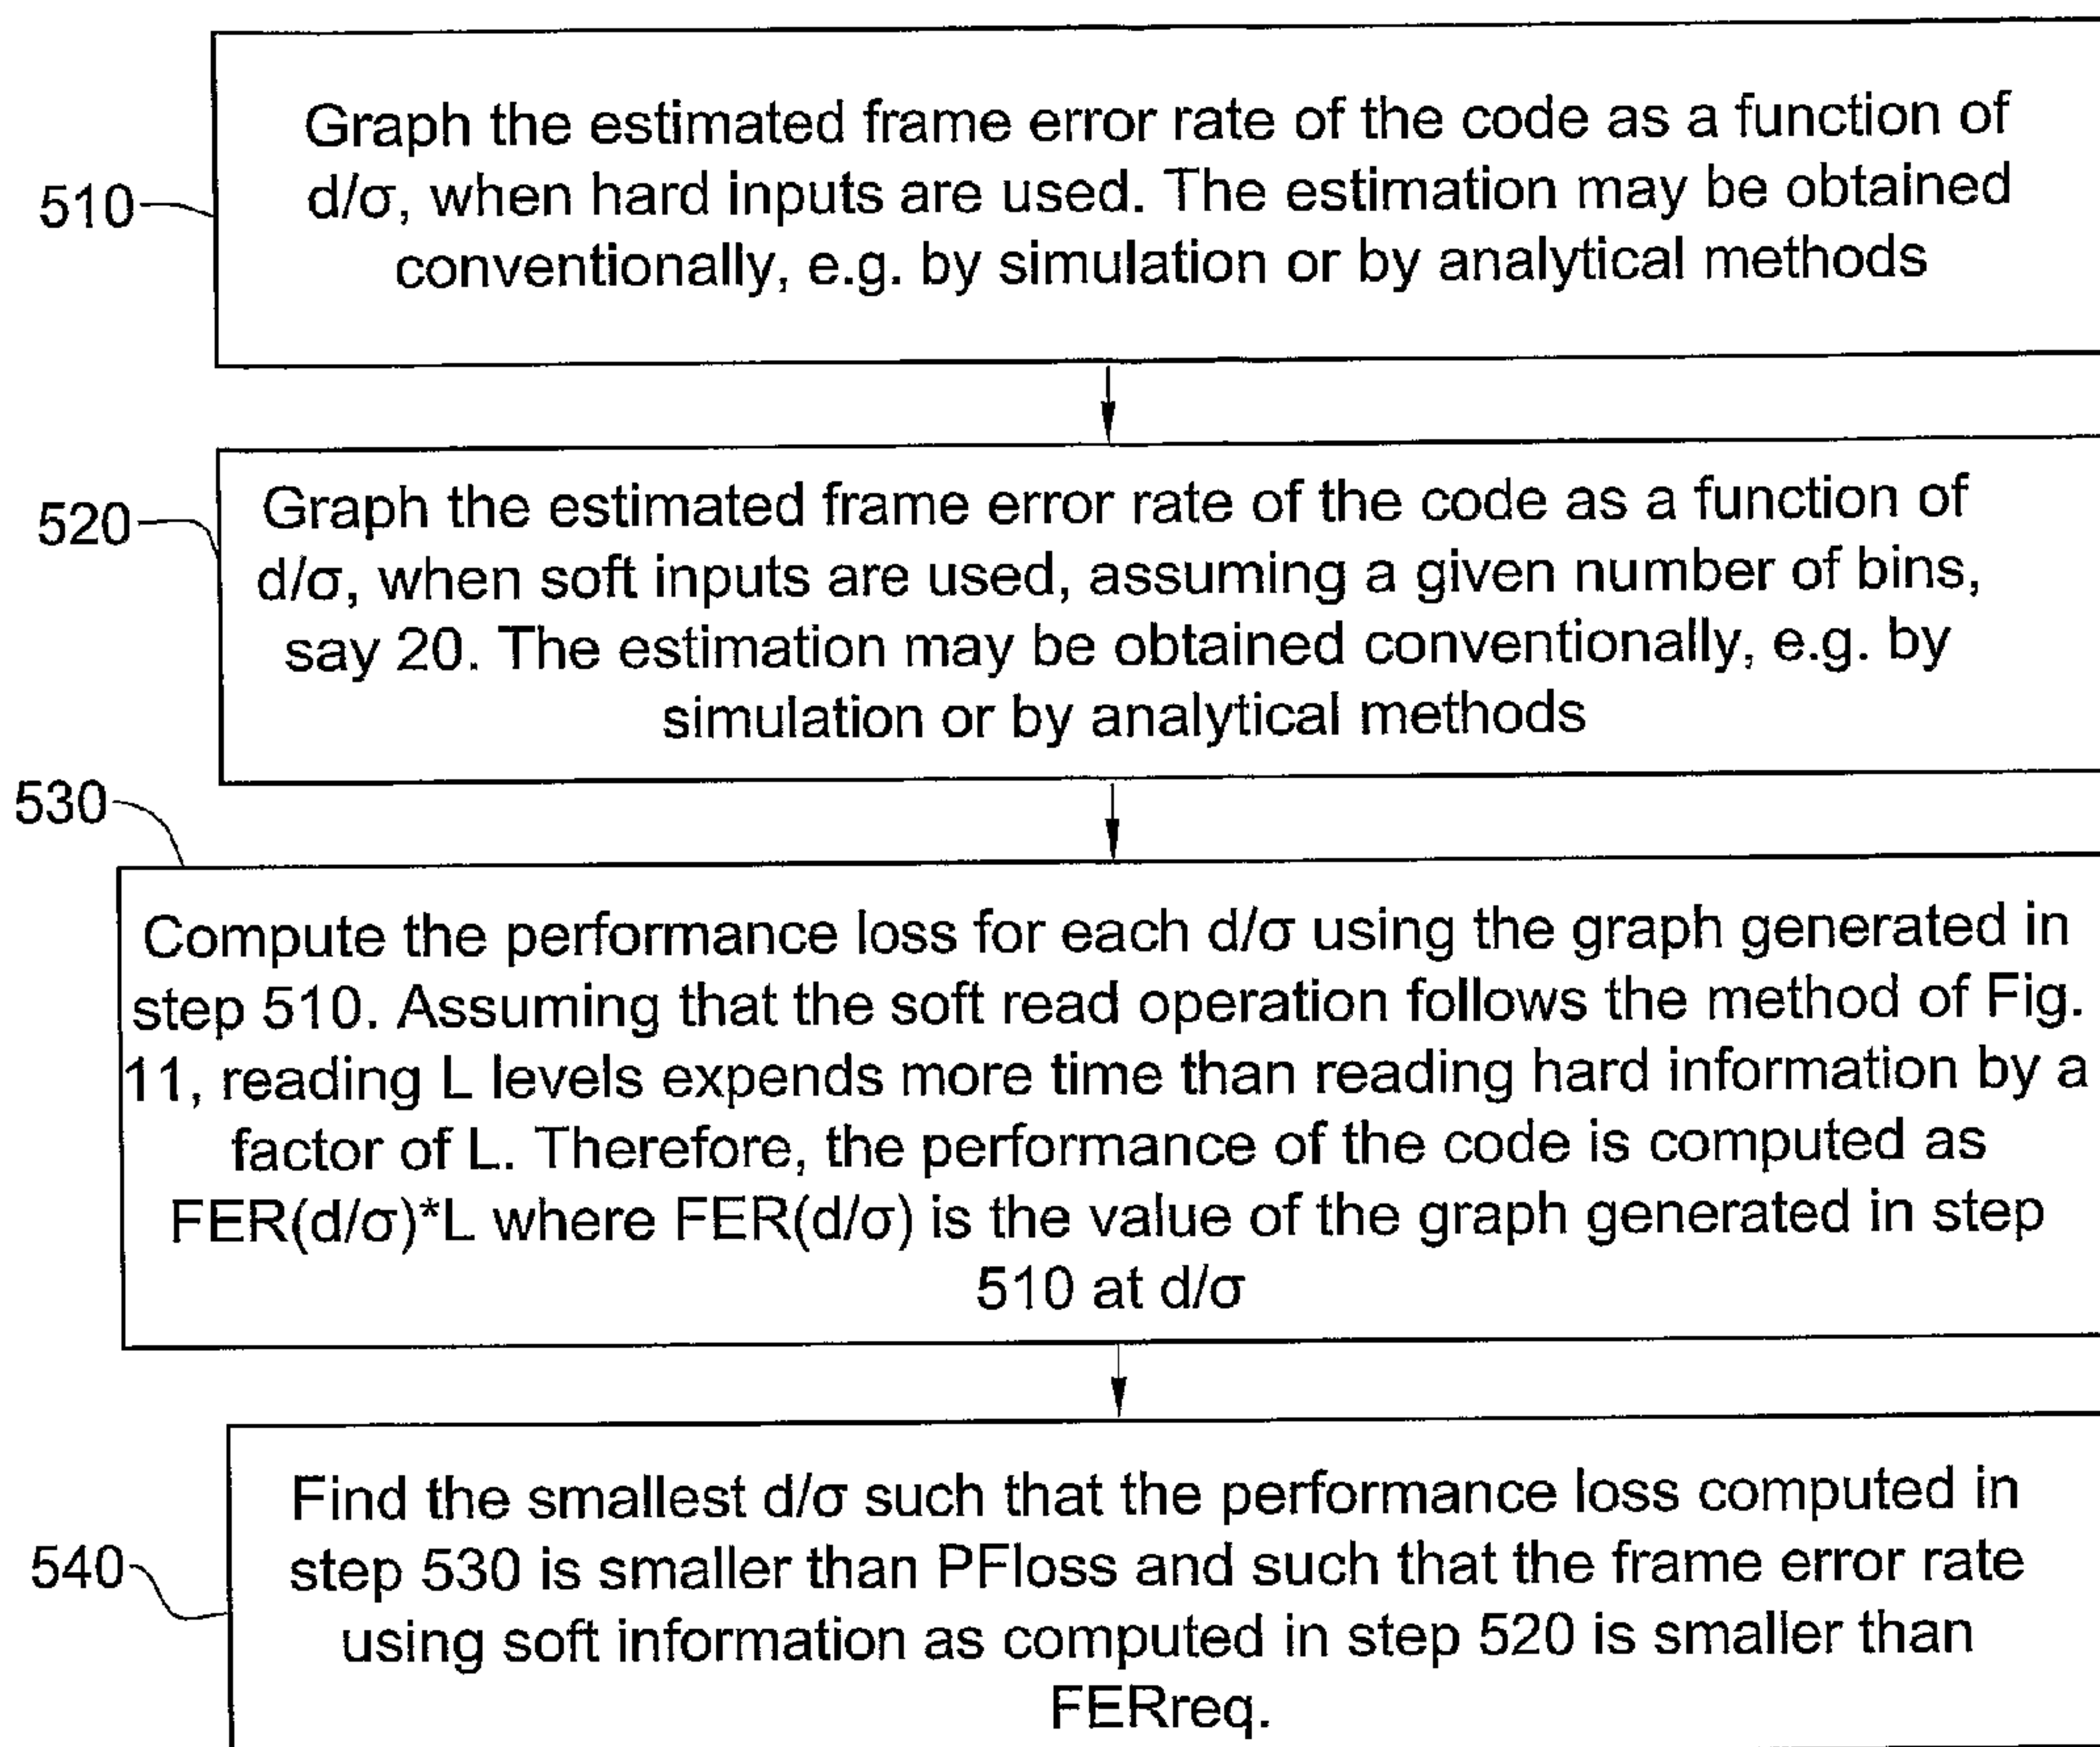 510
Graph the estimated frame error rate of the code as a function of
d/σ, when hard inputs are used. The estimation may be obtained
conventionally, e.g. by simulation or by analytical methods
520
Graph the estimated frame error rate of the code as a function of
d/σ, when soft inputs are used, assuming a given number of bins,
say 20. The estimation may be obtained conventionally, e.g. by
simulation or by analytical methods
530
Compute the performance loss for each d/σ using the graph generated in
step 510. Assuming that the soft read operation follows the method of Fig.
11, reading L levels expends more time than reading hard information by a
factor of L. Therefore, the performance of the code is computed as
FER(d/σ)*L where FER(d/σ) is the value of the graph generated in step
510 at d/σ
540
Find the smallest d/σ such that the performance loss computed in
step 530 is smaller than PFloss and such that the frame error rate
using soft information as computed in step 520 is smaller than
FERreq.